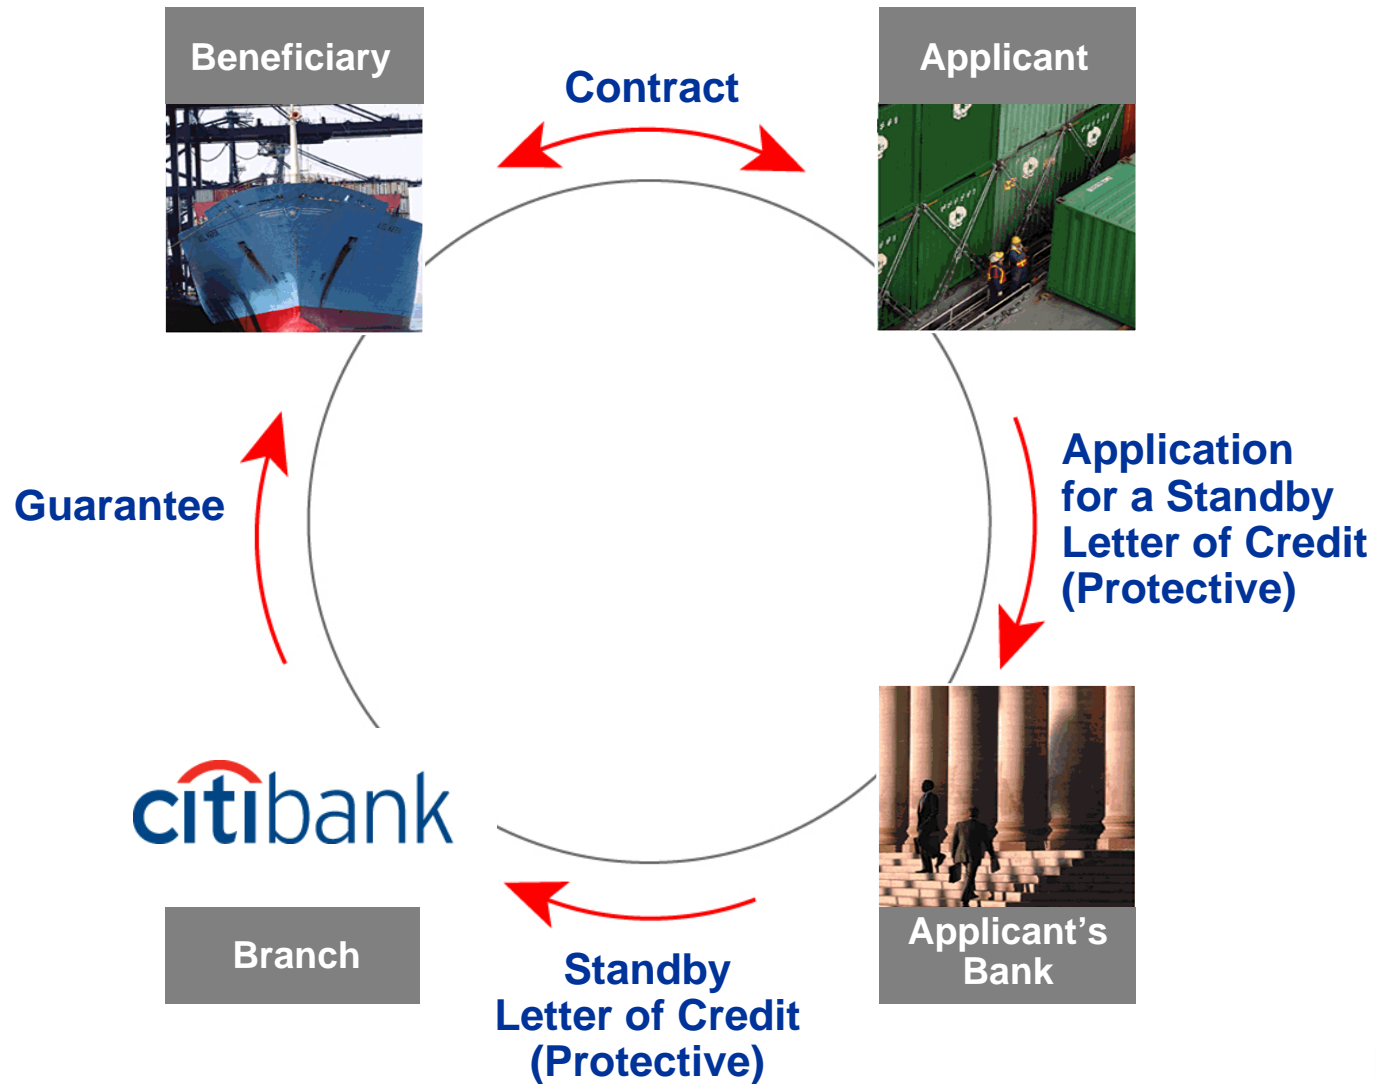 Beneficiary
Applicant
Contract
Application
for a Standby
Letter of Credit
(Protective)
Guarantee
citibank
Branch
Applicant’s
Bank
Standby
Letter of Credit
(Protective)